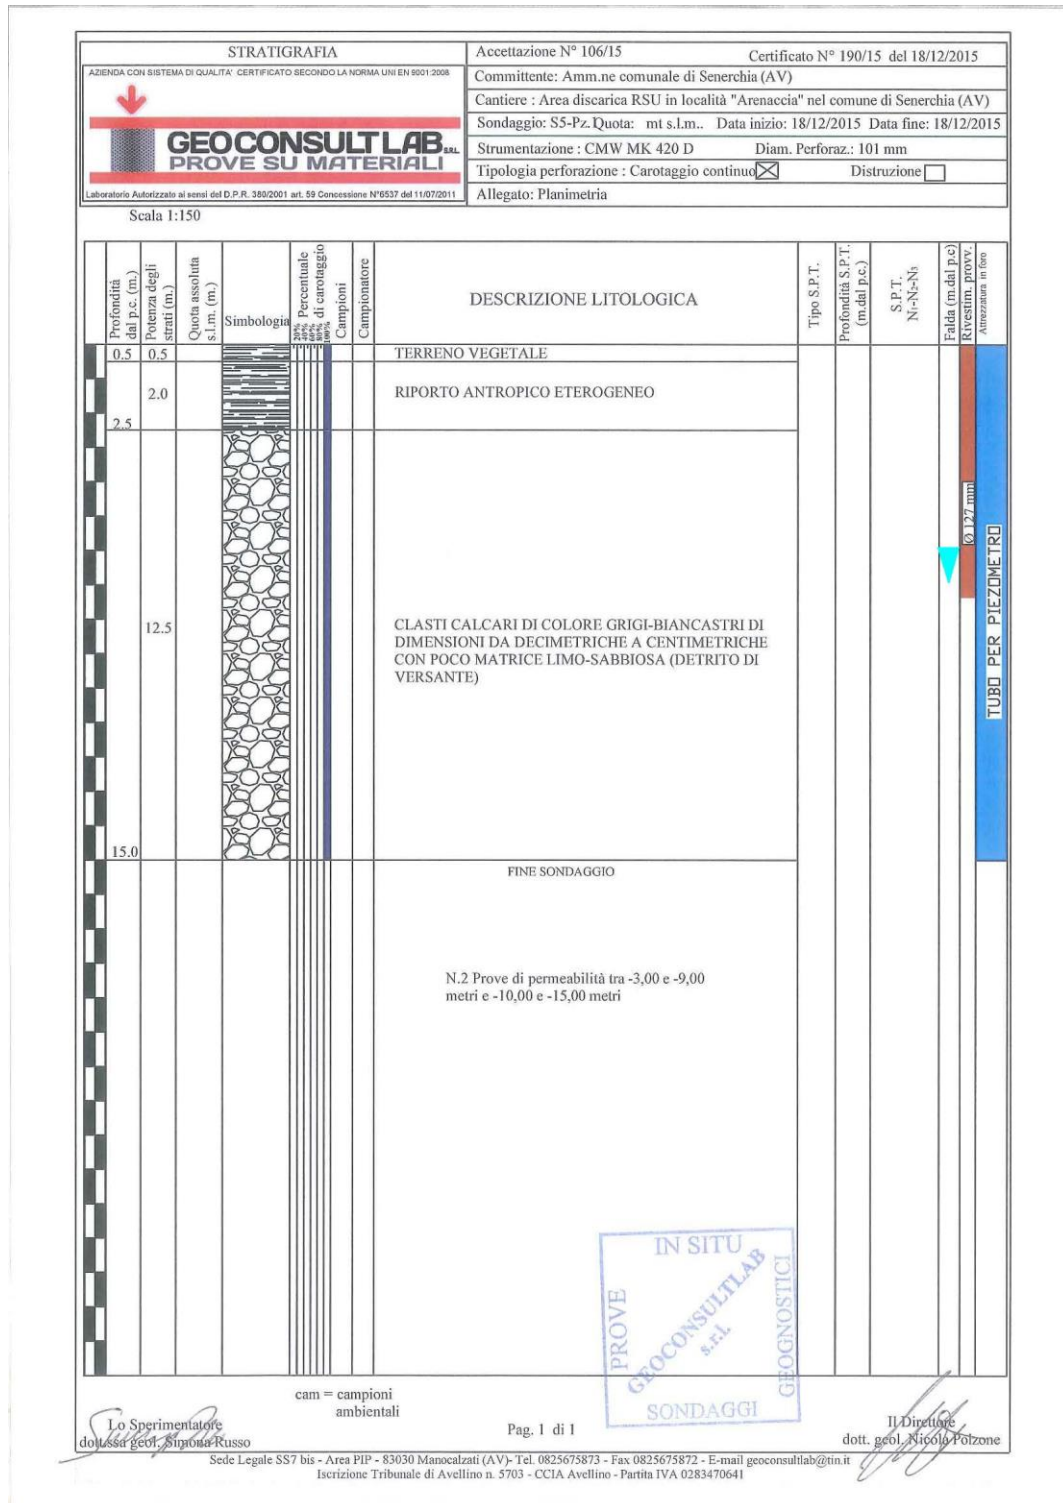 STRATIGRAFIA
AZIENDA CON SISTEMA DI QUALITA' CERTIFICATO SECONDO LA NORMA UNI EN 9001:2008
GEOCONSULT LAB SRL
PROVE SU MATERIALI
Laboratorio Autorizzato ai sensi del D.P.R. 380/2001 art. 59 Concessione N°6537 del 11/07/2011
Accettazione N° 106/15 Certificato N° 190/15 del 18/12/2015
Committente: Amm.ne comunale di Senerchia (AV)
Cantiere : Area discarica RSU in località "Arenaccia" nel comune di Senerchia (AV)
Sondaggio: S5-Pz. Quota: mt s.l.m.. Data inizio: 18/12/2015 Data fine: 18/12/2015
Strumentazione : CMW MK 420 D Diam. Perforaz.: 101 mm
Tipologia perforazione : Carotaggio continuo Distruzione
Allegato: Planimetria
Scala 1:150
Profondità
dal p.c. (m.)
Potenza degli
strati (m.)
Quota assoluta
s.l.m. (m.)
Simbologia
Percentuale
di carotaggio
20%
40%
60%
80%
100%
Campioni
Campionatore
DESCRIZIONE LITOLOGICA
Tipo S.P.T.
Profondità S.P.T.
(m.dal p.c.)
S.P.T.
N1-N2-N3
Falda (m.dal p.c)
Rivestim. provv.
Attrezzatura in foro
0.5 0.5 TERRENO VEGETALE
2.0 RIPORTO ANTROPICO ETEROGENEO
2.5
Ø 127 mm
TUBO PER PIEZOMETRO
12.5
CLASTI CALCARI DI COLORE GRIGI-BIANCASTRI DI
DIMENSIONI DA DECIMETRICHE A CENTIMETRICHE
CON POCO MATRICE LIMO-SABBIOSA (DETRITO DI
VERSANTE)
15.0
FINE SONDAGGIO
N.2 Prove di permeabilità tra -3,00 e -9,00
metri e -10,00 e -15,00 metri
IN SITU
PROVE
GEOCONSULTLAB
s.r.l.
GEOGNOSTICI
SONDAGGI
cam = campioni
ambientali
Lo Sperimentatore
dott.ssa geol. Simona Russo
Pag. 1 di 1
Il Direttore
dott. geol. Nicola Polzone
Sede Legale SS7 bis - Area PIP - 83030 Manocalzati (AV)- Tel. 0825675873 - Fax 0825675872 - E-mail geoconsultlab@tin.it
Iscrizione Tribunale di Avellino n. 5703 - CCIA Avellino - Partita IVA 0283470641